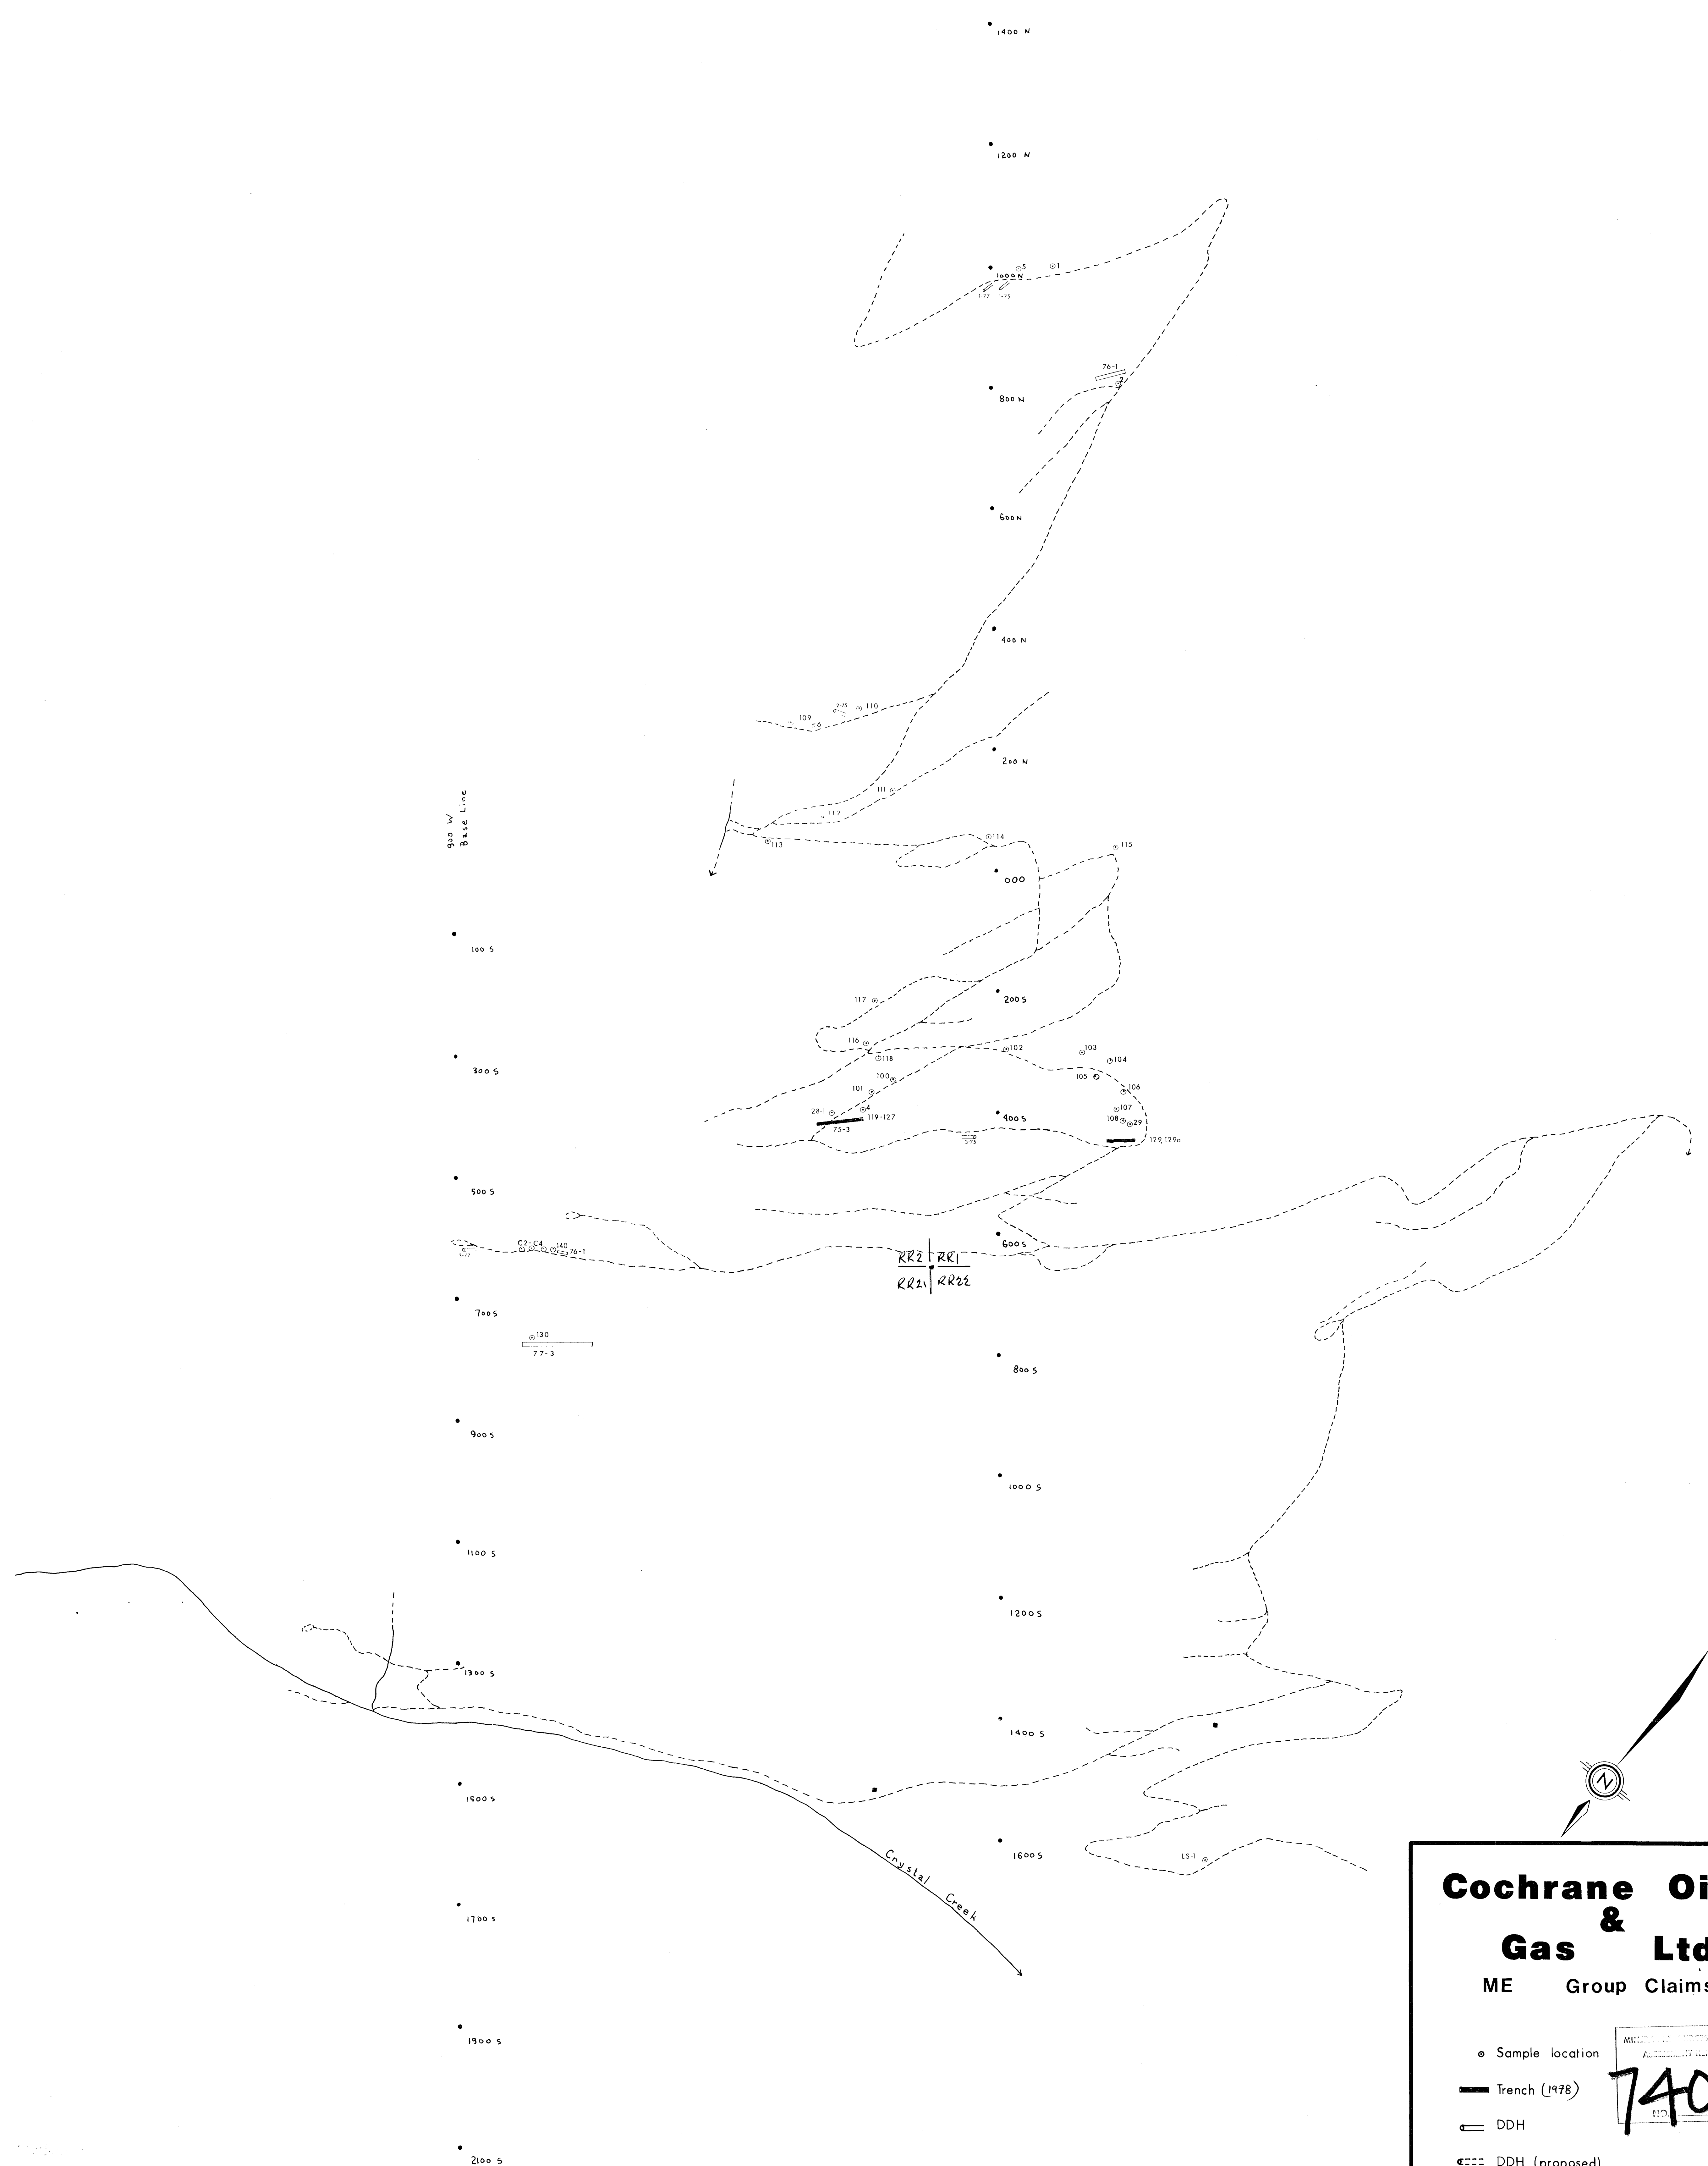 1400 N
1200 N
5
1
1000 N
1-77
1-75
76-1
2
800 N
600 N
400 N
2-75
110
109
6
200 N
900 W
Base Line
111
112
113
114
115
000
100 S
117
200 S
116
118
102
103
104
300 S
100
105
101
106
28-1
4
119-127
107
400 S
108
29
75-3
3-75
129,129a
500 S
600 S
C2-C4
140
76-1
3-77
RR2 RR1
RR21 RR22
700 S
130
77-3
800 S
900 S
1000 S
1100 S
1200 S
1300 S
1400 S
1500 S
N
1600 S
LS-1
Crystal Creek
Cochrane Oi
&
Gas Ltd
ME Group Claims
1700 S
1900 S
Sample location
Trench (1978)
740
NO.
DDH
2100 S
DDH (proposed)